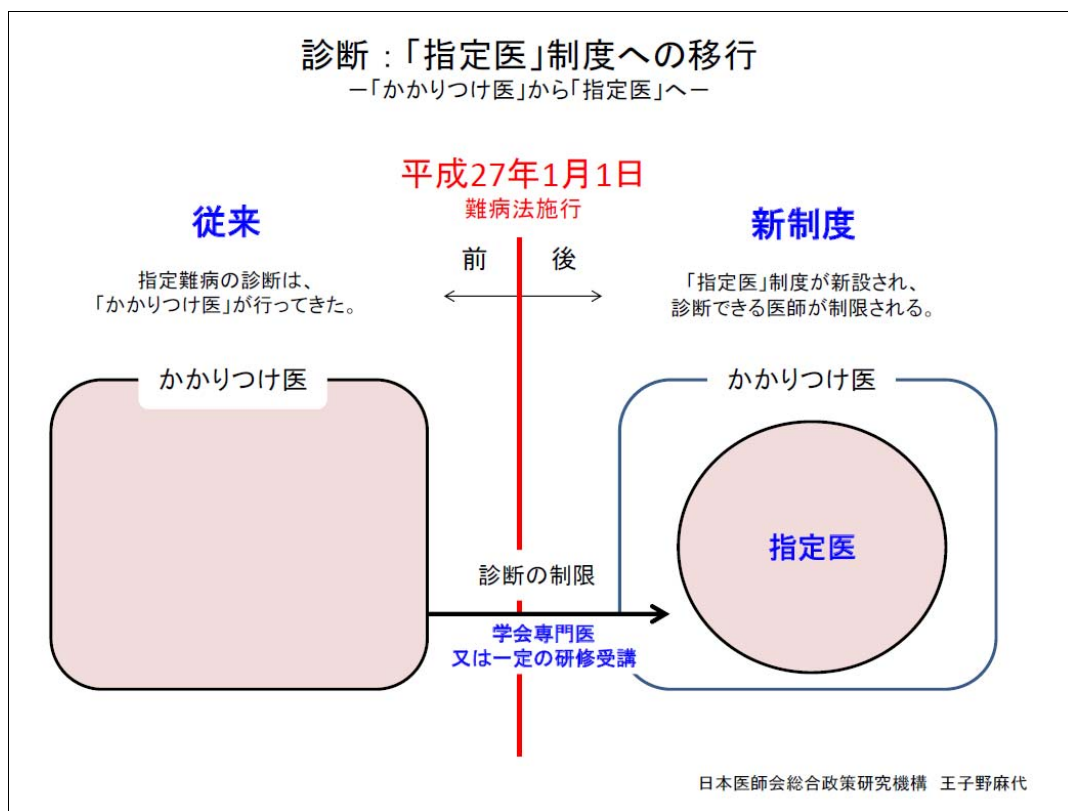 診断：「指定医」制度への移行
－「かかりつけ医」から「指定医」へ－
平成27年1月1日
難病法施行
従来
前
後
新制度
指定難病の診断は、
「かかりつけ医」が行ってきた。
「指定医」制度が新設され、
診断できる医師が制限される。
かかりつけ医
かかりつけ医
指定医
診断の制限
学会専門医
又は一定の研修受講
日本医師会総合政策研究機構　王子野麻代